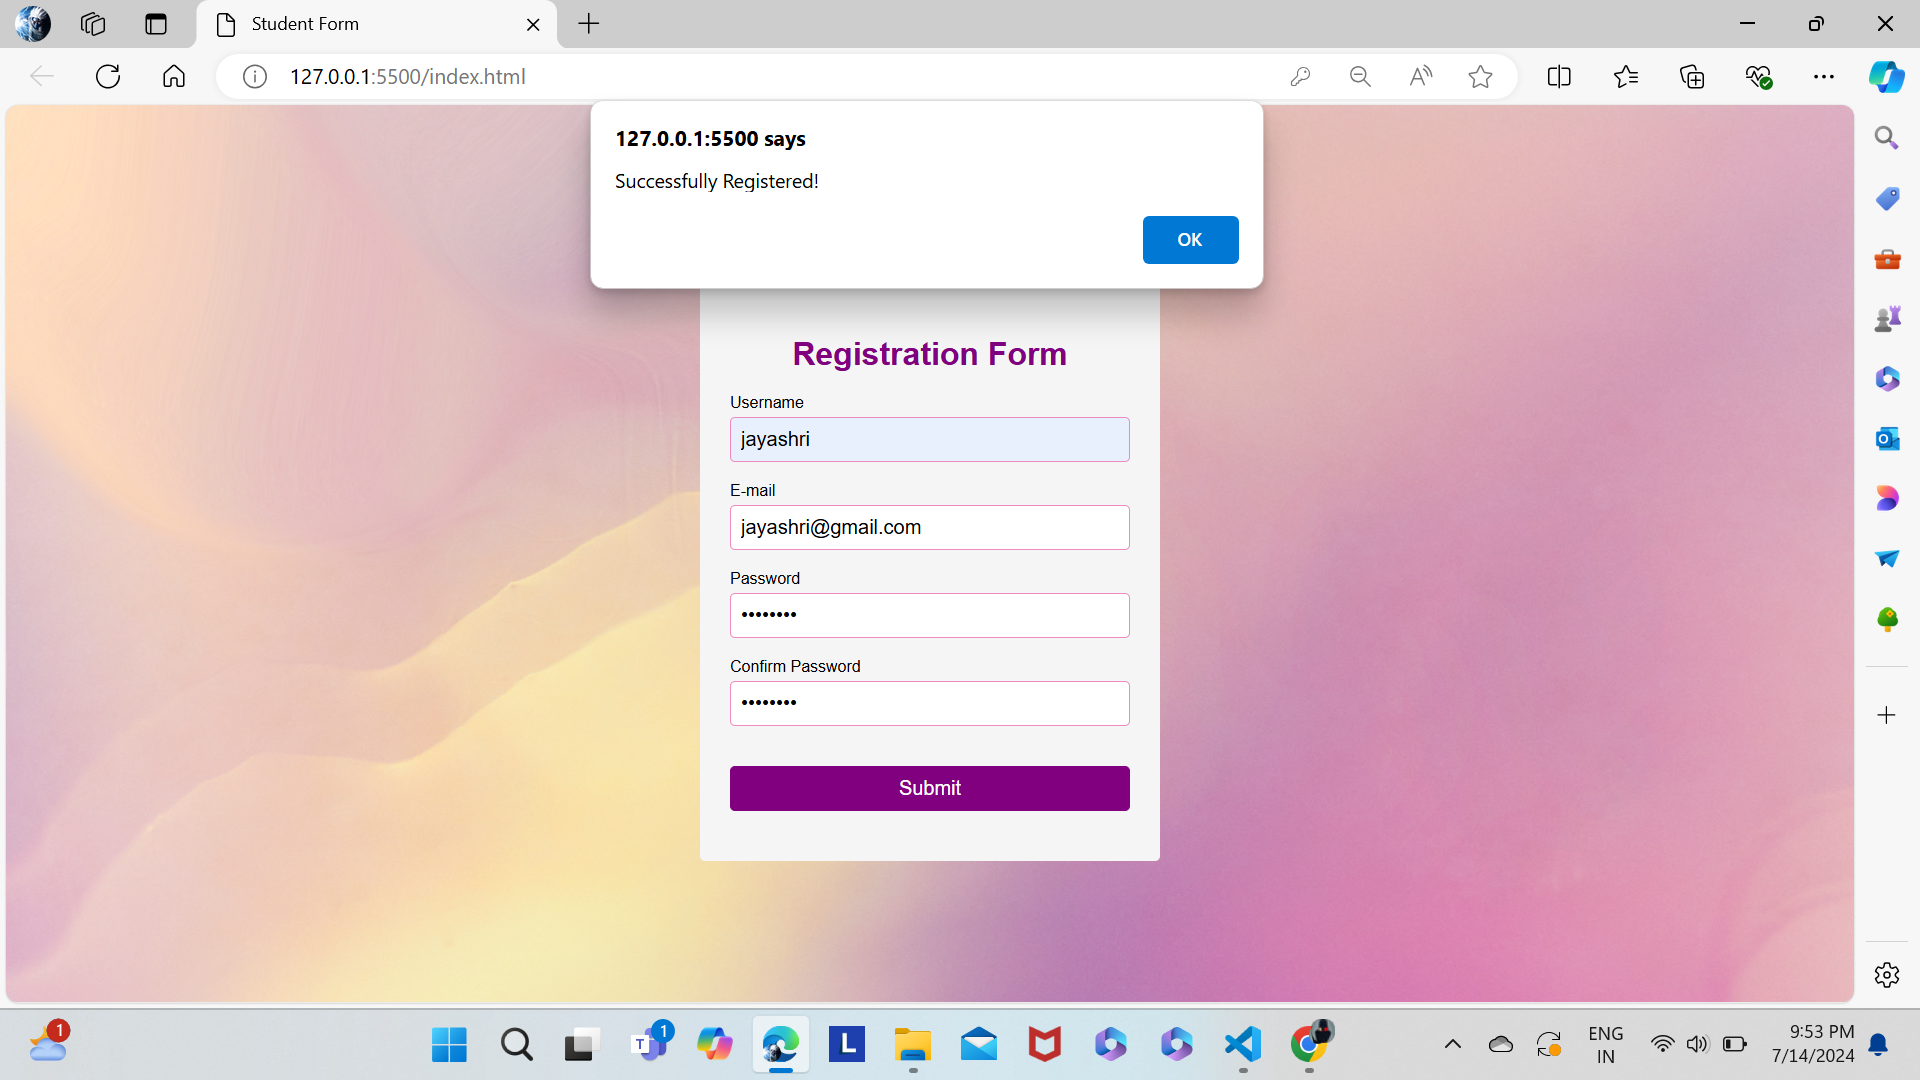 Student Form
127.0.0.1:5500/index.html
127.0.0.1:5500 says
Successfully Registered!
OK
Registration Form
Username
jayashri
E-mail
jayashri@gmail.com
Password
••••••••
Confirm Password
••••••••
Submit
1
T 1
L
ENG
IN
9:53 PM
7/14/2024